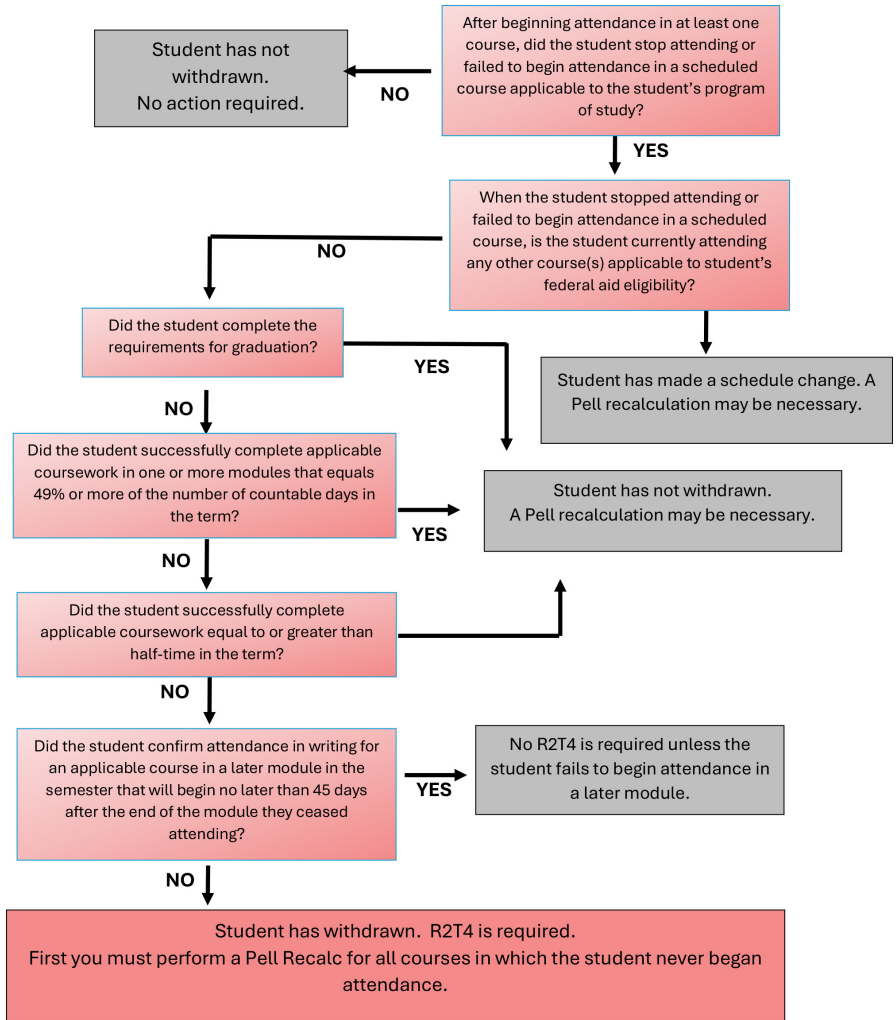 After beginning attendance in at least one
course, did the student stop attending or
failed to begin attendance in a scheduled
course applicable to the student's program
of study?
Student has not
withdrawn.
No action required.
NO
YES
When the student stopped attending or
failed to begin attendance in a scheduled
course, is the student currently attending
any other course(s) applicable to student's
federal aid eligibility?
NO
Did the student complete the
requirements for graduation?
YES
Student has made a schedule change. A
Pell recalculation may be necessary.
NO
Did the student successfully complete applicable
coursework in one or more modules that equals
49% or more of the number of countable days in
the term?
YES
Student has not withdrawn.
A Pell recalculation may be necessary.
NO
Did the student successfully complete
applicable coursework equal to or greater than
half-time in the term?
NO
Did the student confirm attendance in writing for
an applicable course in a later module in the
semester that will begin no later than 45 days
after the end of the module they ceased
attending?
YES
No R2T4 is required unless the
student fails to begin attendance in
a later module.
NO
Student has withdrawn. R2T4 is required.
First you must perform a Pell Recalc for all courses in which the student never began
attendance.